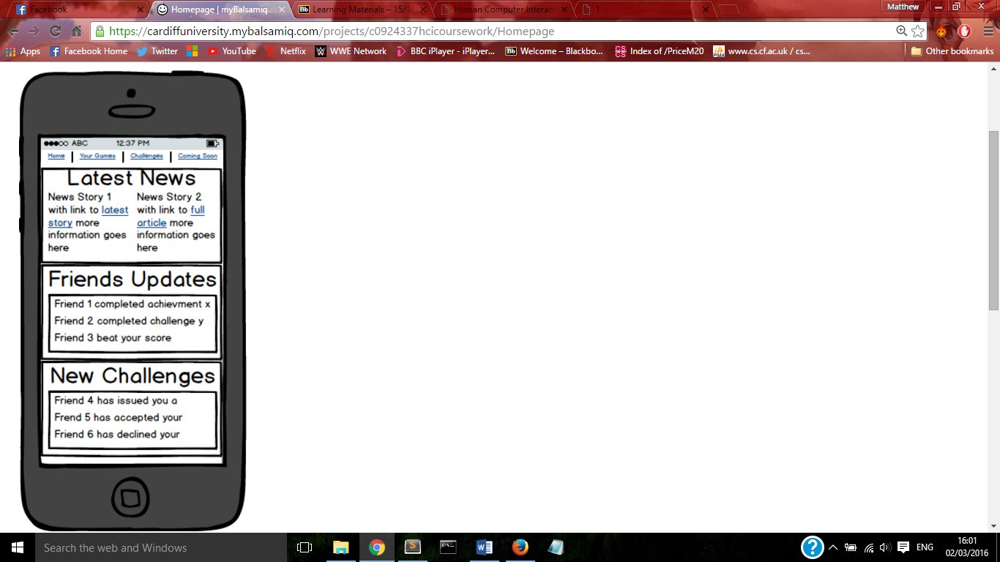 Facebook
Homepage | myBalsamiq
Learning Materials – 15/1
Human Computer Interact
1
Matthew
https://cardiffuniversity.mybalsamiq.com/projects/c0924337hcicoursework/Homepage
Apps
Facebook Home
Twitter
YouTube
Netflix
WWE Network
BBC iPlayer - iPlayer...
Bb Welcome – Blackbo...
Index of /PriceM20
www.cs.cf.ac.uk / cs...
Other bookmarks
ABC 12:37 PM
Home | Your Games | Challenges | Coming Soon
Latest News
News Story 1
with link to latest
story more
information goes
here
News Story 2
with link to full
article more
information goes
here
Friends Updates
Friend 1 completed achievment x
Friend 2 completed challenge y
Friend 3 beat your score
New Challenges
Friend 4 has issued you a
Frend 5 has accepted your
Friend 6 has declined your
Search the web and Windows
ENG
16:01
02/03/2016